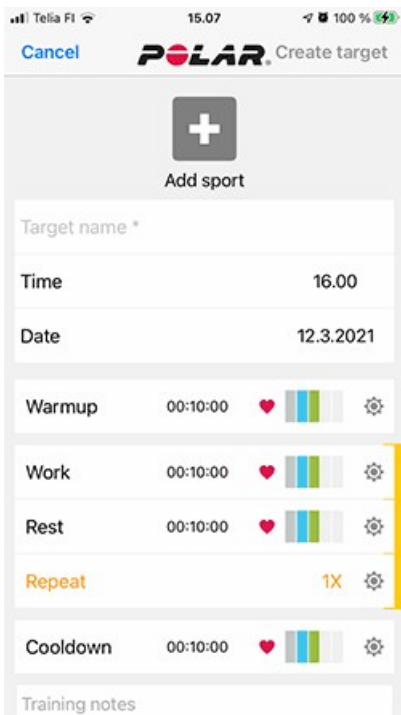 Telia FI 15.07 100 %
Cancel POLAR. Create target
Add sport
Target name *
Time 16.00
Date 12.3.2021
Warmup 00:10:00
Work 00:10:00
Rest 00:10:00
Repeat 1X
Cooldown 00:10:00
Training notes